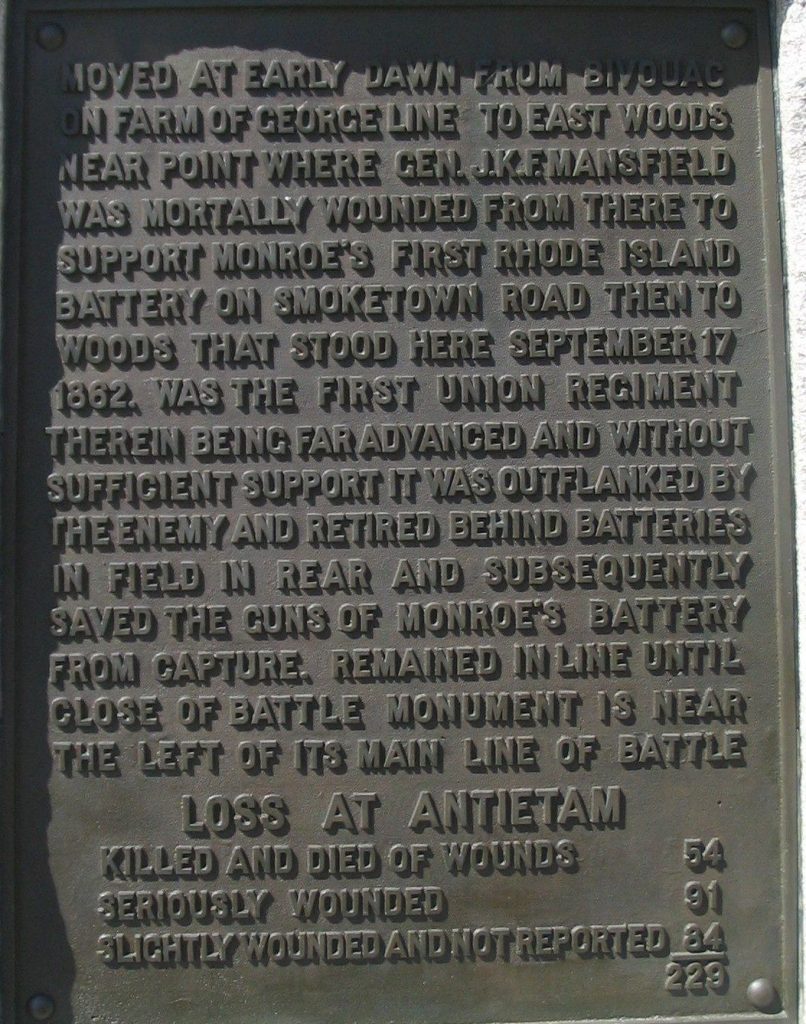 MOVED AT EARLY DAWN FROM BIVOUAC
ON FARM OF GEORGE LINE TO EAST WOODS
NEAR POINT WHERE GEN. J.K.F. MANSFIELD
WAS MORTALLY WOUNDED FROM THERE TO
SUPPORT MONROE'S FIRST RHODE ISLAND
BATTERY ON SMOKETOWN ROAD THEN TO
WOODS THAT STOOD HERE SEPTEMBER 17
1862. WAS THE FIRST UNION REGIMENT
THEREIN BEING FAR ADVANCED AND WITHOUT
SUFFICIENT SUPPORT IT WAS OUTFLANKED BY
THE ENEMY AND RETIRED BEHIND BATTERIES
IN FIELD IN REAR AND SUBSEQUENTLY
SAVED THE GUNS OF MONROE'S BATTERY
FROM CAPTURE. REMAINED IN LINE UNTIL
CLOSE OF BATTLE MONUMENT IS NEAR
THE LEFT OF ITS MAIN LINE OF BATTLE
LOSS AT ANTIETAM
KILLED AND DIED OF WOUNDS 54
SERIOUSLY WOUNDED 91
SLIGHTLY WOUNDED AND NOT REPORTED 84
229